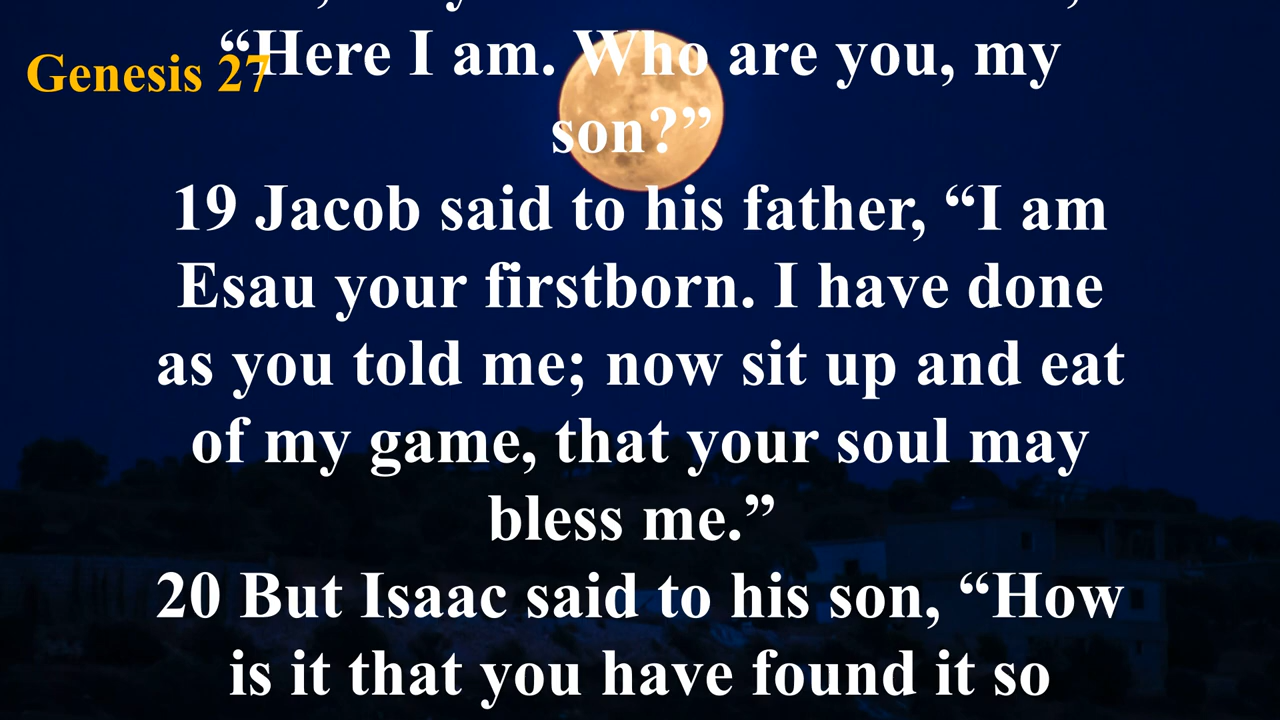 Genesis 27
“Here I am. Who are you, my
son?”
19 Jacob said to his father, “I am
Esau your firstborn. I have done
as you told me; now sit up and eat
of my game, that your soul may
bless me.”
20 But Isaac said to his son, “How
is it that you have found it so